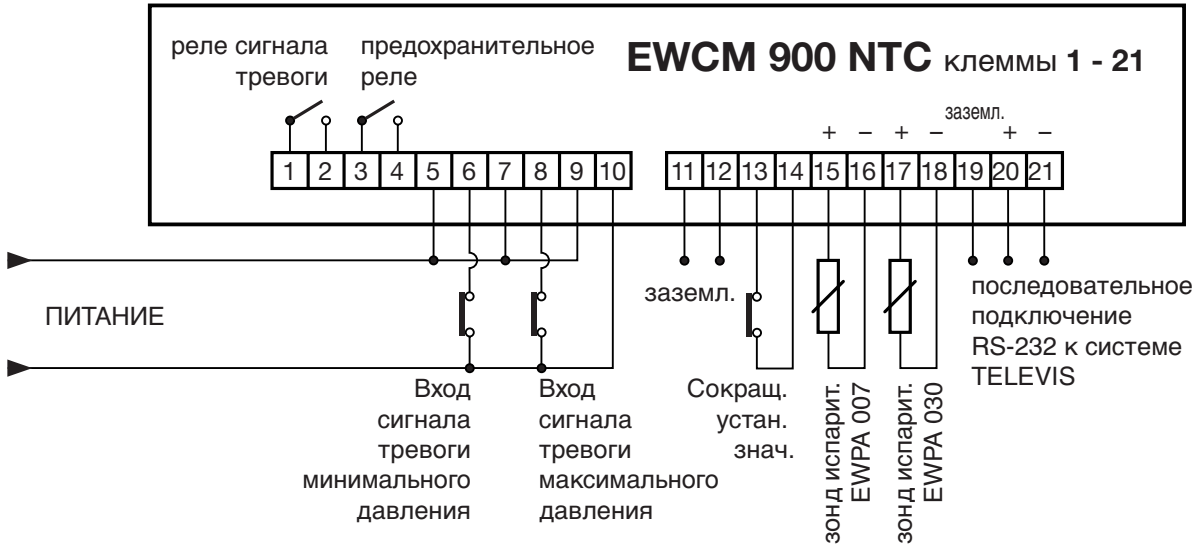 реле сигнала
тревоги
предохранительное
реле
EWCM 900 NTC клеммы 1 - 21
заземл.
+ – + – + –
1 2 3 4 5 6 7 8 9 10
11 12 13 14 15 16 17 18 19 20 21
ПИТАНИЕ
заземл.
последовательное
подключение
RS-232 к системе
TELEVIS
Вход
сигнала
тревоги
минимального
давления
Вход
сигнала
тревоги
максимального
давления
Сокращ.
устан.
знач.
зонд испарит.
EWPA 007
зонд испарит.
EWPA 030